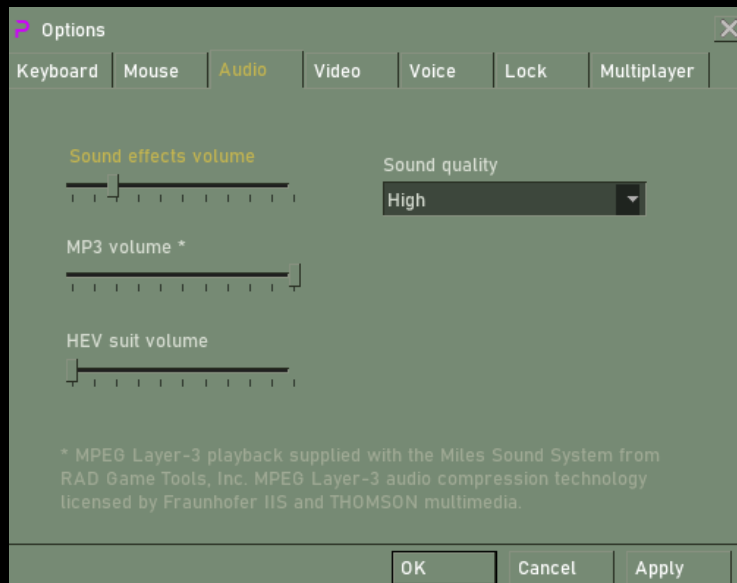 Options
Keyboard Mouse Audio Video Voice Lock Multiplayer
Sound effects volume
Sound quality
High
MP3 volume *
HEV suit volume
* MPEG Layer-3 playback supplied with the Miles Sound System from
RAD Game Tools, Inc. MPEG Layer-3 audio compression technology
licensed by Fraunhofer IIS and THOMSON multimedia.
OK Cancel Apply